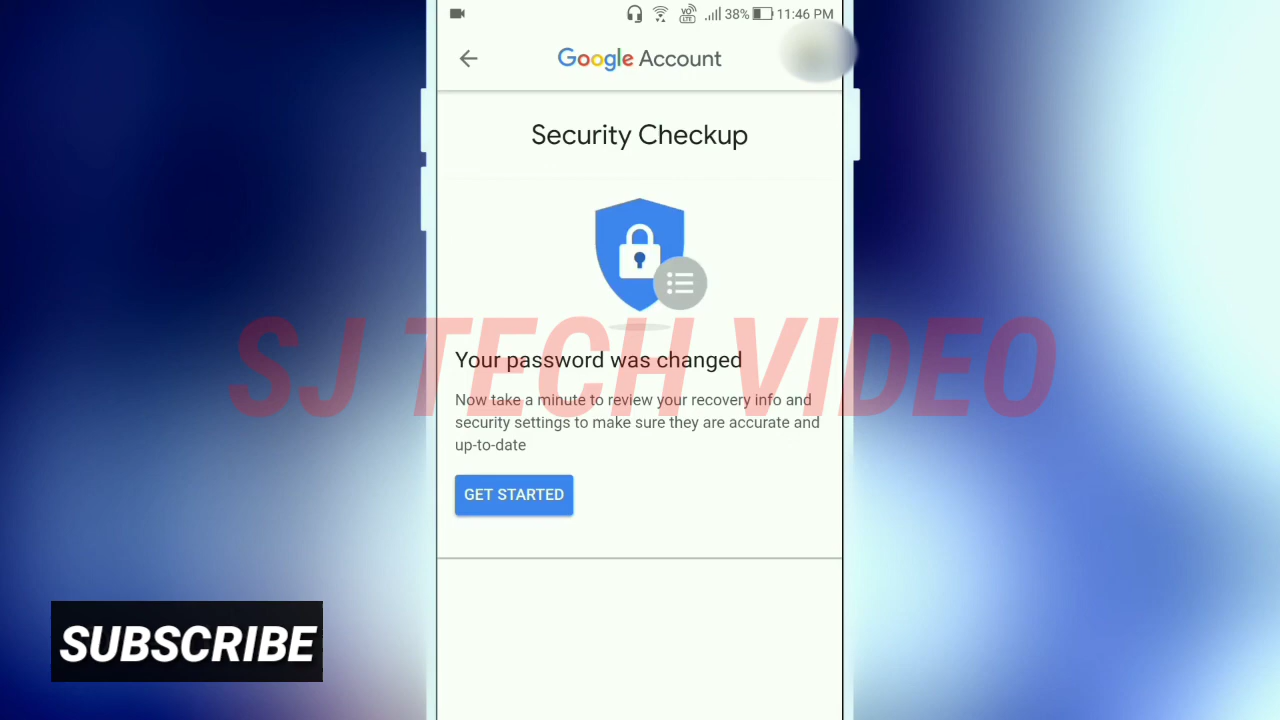 VO LTE 38% 11:46 PM
Google Account
Security Checkup
SJ TECH VIDEO
Your password was changed
Now take a minute to review your recovery info and
security settings to make sure they are accurate and
up-to-date
GET STARTED
SUBSCRIBE